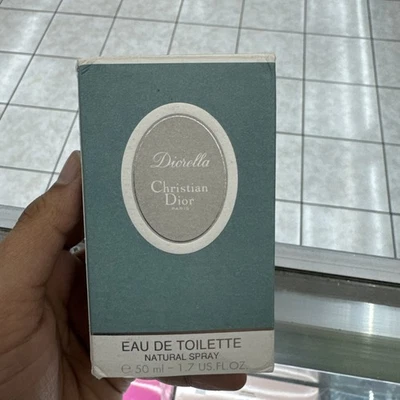 Diorella
Christian
Dior
PARIS
EAU DE TOILETTE
NATURAL SPRAY
℮ 50 ml – 1.7 US.FL.OZ.